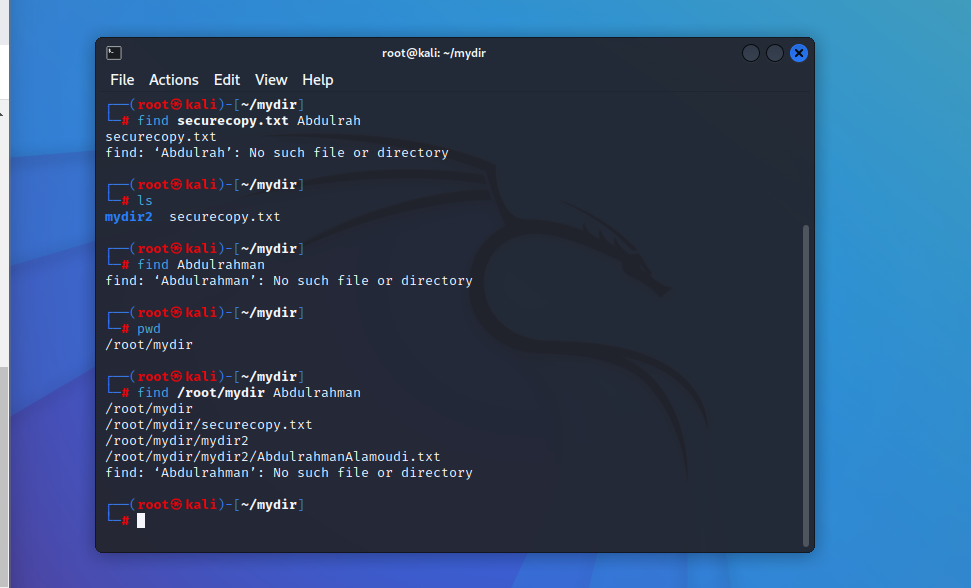 root@kali: ~/mydir
File Actions Edit View Help
┌──(root㉿kali)-[~/mydir]
└─# find securecopy.txt Abdulrah
securecopy.txt
find: ‘Abdulrah’: No such file or directory
┌──(root㉿kali)-[~/mydir]
└─# ls
mydir2  securecopy.txt
┌──(root㉿kali)-[~/mydir]
└─# find Abdulrahman
find: ‘Abdulrahman’: No such file or directory
┌──(root㉿kali)-[~/mydir]
└─# pwd
/root/mydir
┌──(root㉿kali)-[~/mydir]
└─# find /root/mydir Abdulrahman
/root/mydir
/root/mydir/securecopy.txt
/root/mydir/mydir2
/root/mydir/mydir2/AbdulrahmanAlamoudi.txt
find: ‘Abdulrahman’: No such file or directory
┌──(root㉿kali)-[~/mydir]
└─#